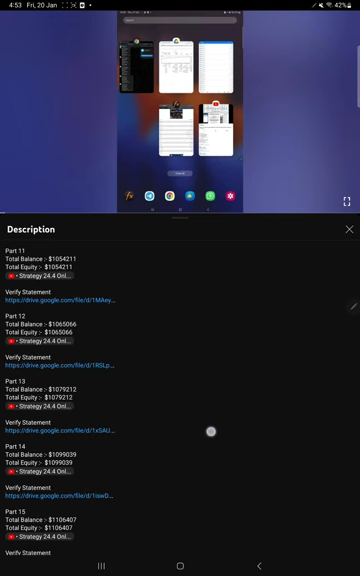 4:53 Fri, 20 Jan
42%
Description
Part 11
Total Balance :- $1054211
Total Equity :- $1054211
• Strategy 24.4 Onl...
Verify Statement
https://drive.google.com/file/d/1MAey...
Part 12
Total Balance :- $1065066
Total Equity :- $1065066
• Strategy 24.4 Onl...
Verify Statement
https://drive.google.com/file/d/1RSLp...
Part 13
Total Balance :- $1079212
Total Equity :- $1079212
• Strategy 24.4 Onl...
Verify Statement
https://drive.google.com/file/d/1xSAU...
Part 14
Total Balance :- $1099039
Total Equity :- $1099039
• Strategy 24.4 Onl...
Verify Statement
https://drive.google.com/file/d/1iswD...
Part 15
Total Balance :- $1106407
Total Equity :- $1106407
• Strategy 24.4 Onl...
Verify Statement